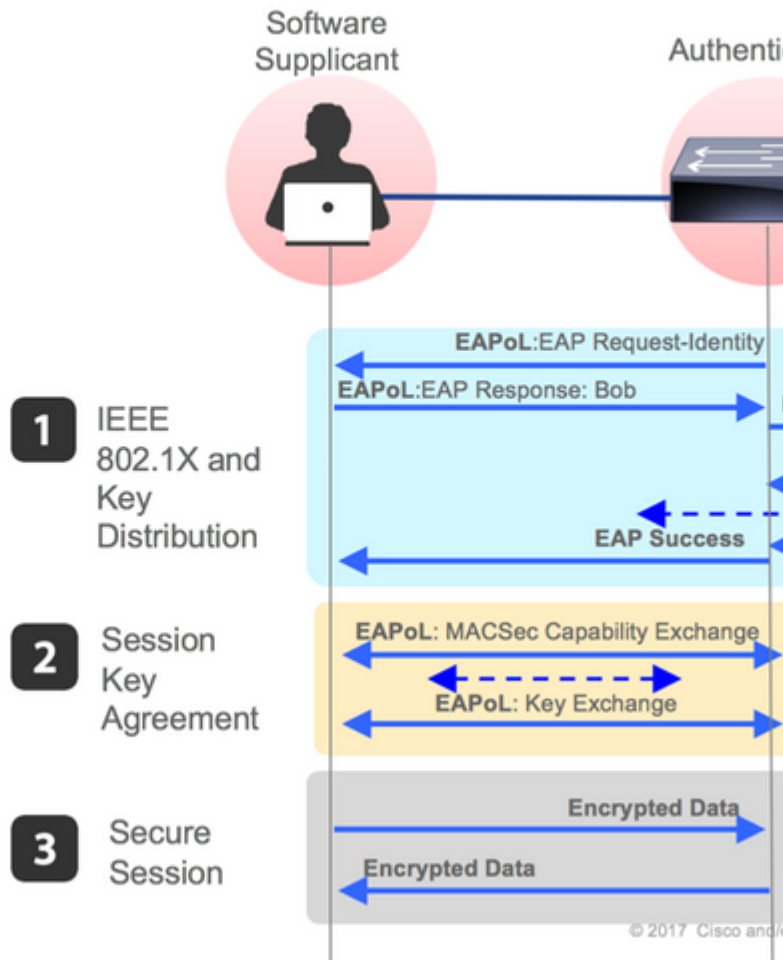 Software
Supplicant
EAPoL:EAP Request-Identity
EAPoL:EAP Response: Bob
1
IEEE
802.1X and
Key
Distribution
EAP Success
2
Session
Key
Agreement
EAPoL: MACSec Capability Exchange
EAPoL: Key Exchange
3
Secure
Session
Encrypted Data
Encrypted Data
© 2017 Cisco